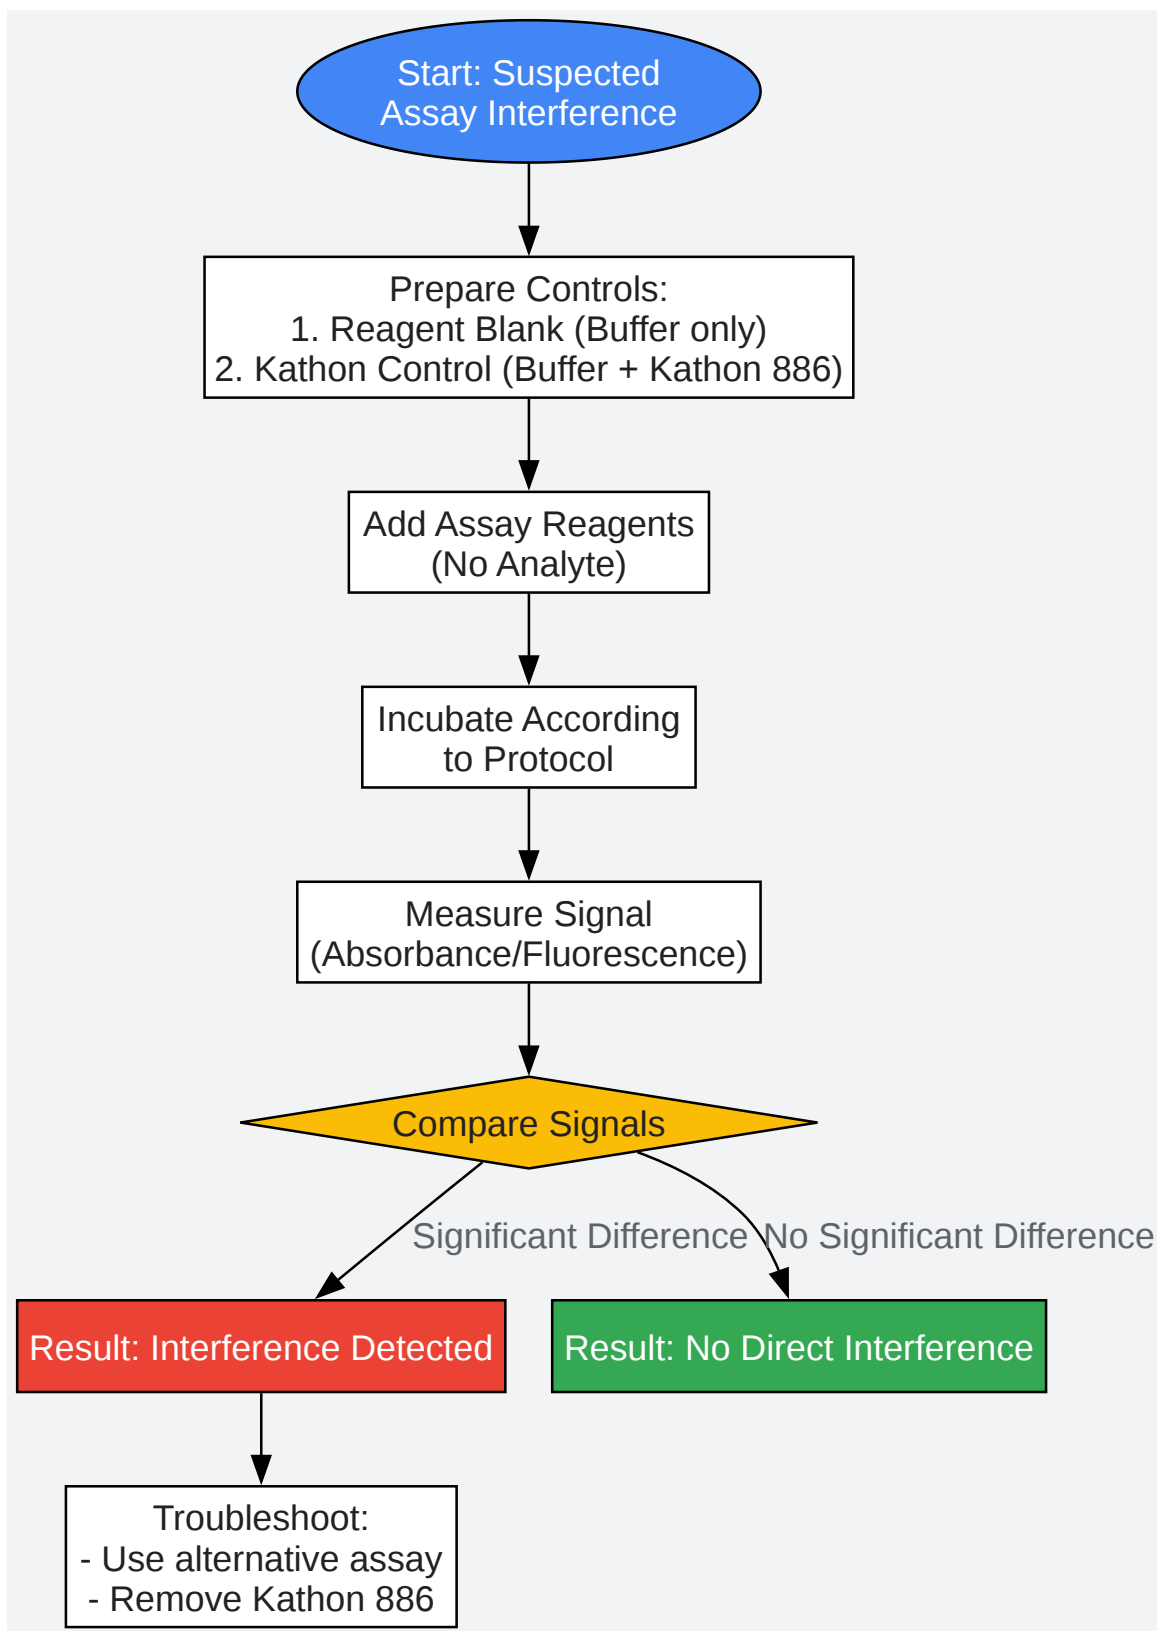 Start: Suspected
Assay Interference
Prepare Controls:
1. Reagent Blank (Buffer only)
2. Kathon Control (Buffer + Kathon 886)
Add Assay Reagents
(No Analyte)
Incubate According
to Protocol
Measure Signal
(Absorbance/Fluorescence)
Compare Signals
Significant Difference
No Significant Difference
Result: Interference Detected
Result: No Direct Interference
Troubleshoot:
- Use alternative assay
- Remove Kathon 886